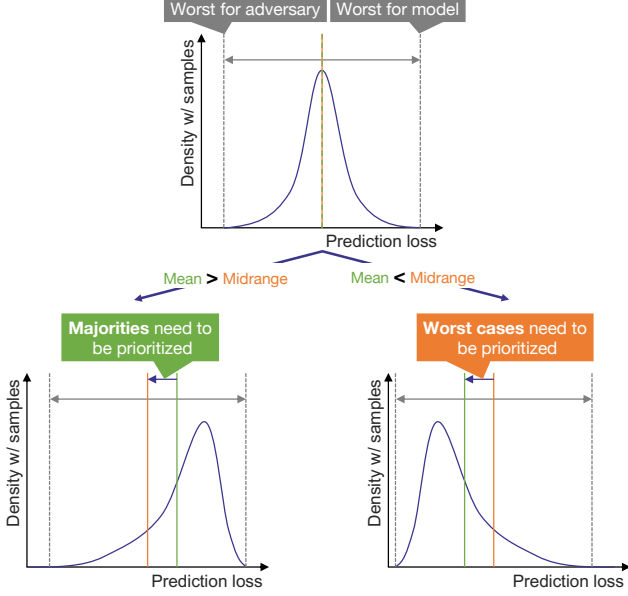 Worst for adversary
Worst for model
Density w/ samples
Prediction loss
Mean > Midrange
Mean < Midrange
Majorities need to
be prioritized
Worst cases need to
be prioritized
Density w/ samples
Prediction loss
Density w/ samples
Prediction loss